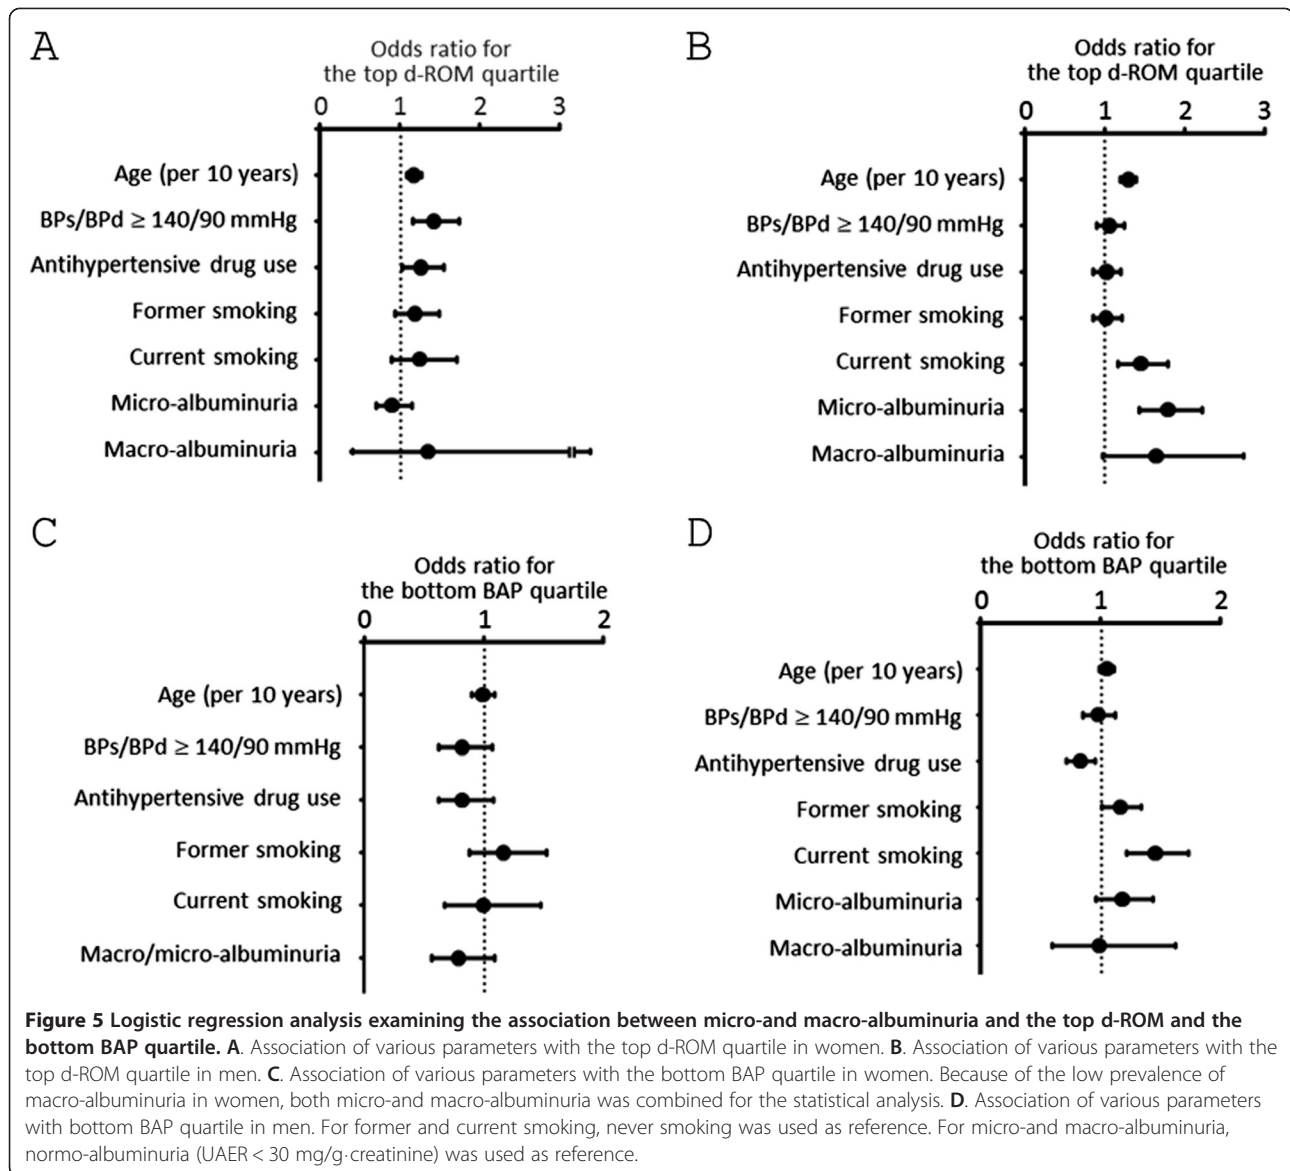 A
Odds ratio for
the top d-ROM quartile
0 1 2 3
Age (per 10 years)
BPs/BPd ≥ 140/90 mmHg
Antihypertensive drug use
Former smoking
Current smoking
Micro-albuminuria
Macro-albuminuria
B
Odds ratio for
the top d-ROM quartile
0 1 2 3
Age (per 10 years)
BPs/BPd ≥ 140/90 mmHg
Antihypertensive drug use
Former smoking
Current smoking
Micro-albuminuria
Macro-albuminuria
C
Odds ratio for
the bottom BAP quartile
0 1 2
Age (per 10 years)
BPs/BPd ≥ 140/90 mmHg
Antihypertensive drug use
Former smoking
Current smoking
Macro/micro-albuminuria
D
Odds ratio for
the bottom BAP quartile
0 1 2
Age (per 10 years)
BPs/BPd ≥ 140/90 mmHg
Antihypertensive drug use
Former smoking
Current smoking
Micro-albuminuria
Macro-albuminuria
Figure 5 Logistic regression analysis examining the association between micro-and macro-albuminuria and the top d-ROM and the
bottom BAP quartile. A. Association of various parameters with the top d-ROM quartile in women. B. Association of various parameters with the
top d-ROM quartile in men. C. Association of various parameters with the bottom BAP quartile in women. Because of the low prevalence of
macro-albuminuria in women, both micro-and macro-albuminuria was combined for the statistical analysis. D. Association of various parameters
with bottom BAP quartile in men. For former and current smoking, never smoking was used as reference. For micro-and macro-albuminuria,
normo-albuminuria (UAER < 30 mg/g·creatinine) was used as reference.